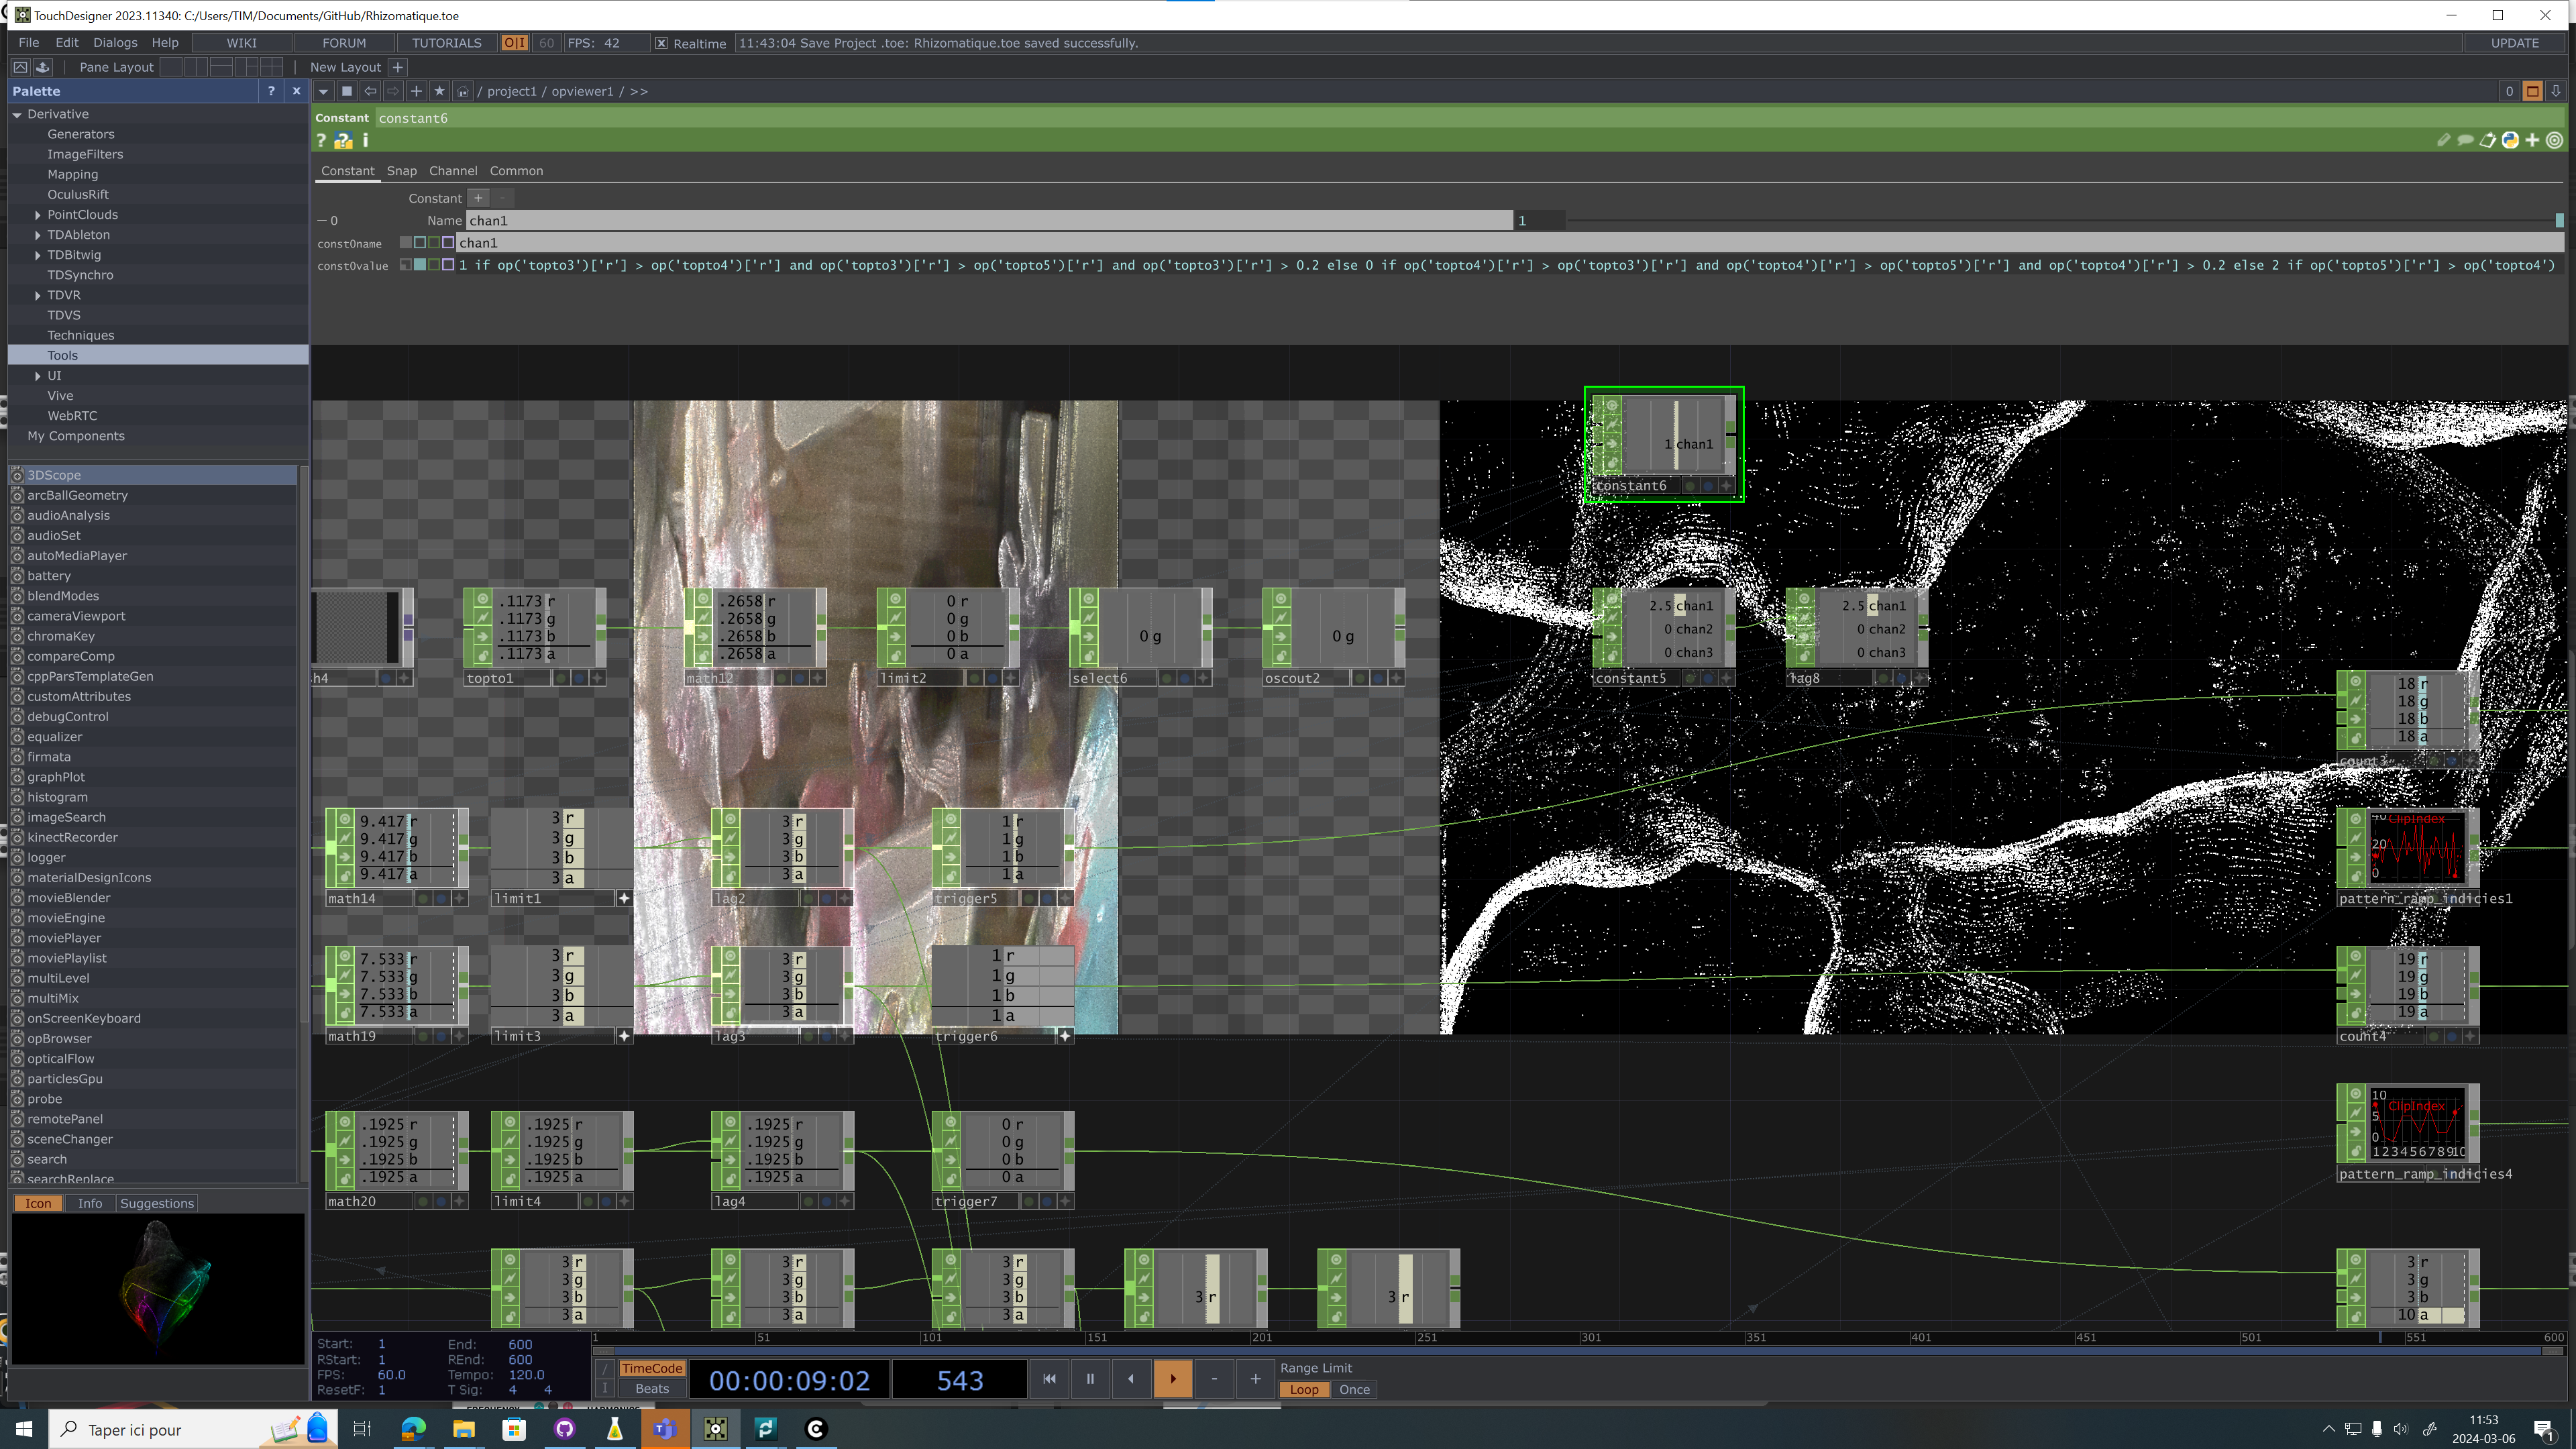 TouchDesigner 2023.11340: C:/Users/TIM/Documents/GitHub/Rhizomatique.toe
File Edit Dialogs Help WIKI FORUM TUTORIALS O|I 60 FPS: 42 Realtime 11:43:04 Save Project .toe: Rhizomatique.toe saved successfully. UPDATE
Pane Layout New Layout +
Palette ? x / project1 / opviewer1 / >> 0
Constant constant6
Constant Snap Channel Common
Constant + -
0 Name chan1 1
const0name chan1
const0value 1 if op('topto3')['r'] > op('topto4')['r'] and op('topto3')['r'] > op('topto5')['r'] and op('topto3')['r'] > 0.2 else 0 if op('topto4')['r'] > op('topto3')['r'] and op('topto4')['r'] > op('topto5')['r'] and op('topto4')['r'] > 0.2 else 2 if op('topto5')['r'] > op('topto4')
Derivative
Generators
ImageFilters
Mapping
OculusRift
PointClouds
TDAbleton
TDBitwig
TDSynchro
TDVR
TDVS
Techniques
Tools
UI
Vive
WebRTC
My Components
3DScope
arcBallGeometry
audioAnalysis
audioSet
autoMediaPlayer
battery
blendModes
cameraViewport
chromaKey
compareComp
cppParsTemplateGen
customAttributes
debugControl
equalizer
firmata
graphPlot
histogram
imageSearch
kinectRecorder
logger
materialDesignIcons
movieBlender
movieEngine
moviePlayer
moviePlaylist
multiLevel
multiMix
onScreenKeyboard
opBrowser
opticalFlow
particlesGpu
probe
remotePanel
sceneChanger
search
searchReplace
Icon Info Suggestions
1 chan1
constant6
h4
.1173 r
.1173 g
.1173 b
.1173 a
topto1
.2658 r
.2658 g
.2658 b
.2658 a
math12
0 r
0 g
0 b
0 a
limit2
0 g
select6
0 g
oscout2
2.5 chan1
0 chan2
0 chan3
constant5
2.5 chan1
0 chan2
0 chan3
lag8
18 r
18 g
18 b
18 a
count3
9.417 r
9.417 g
9.417 b
9.417 a
math14
3 r
3 g
3 b
3 a
limit1
3 r
3 g
3 b
3 a
lag2
1 r
1 g
1 b
1 a
trigger5
40 ClipIndex
20
0
pattern_ramp_indicies1
7.533 r
7.533 g
7.533 b
7.533 a
math19
3 r
3 g
3 b
3 a
limit3
3 r
3 g
3 b
3 a
lag3
1 r
1 g
1 b
1 a
trigger6
19 r
19 g
19 b
19 a
count4
.1925 r
.1925 g
.1925 b
.1925 a
math20
.1925 r
.1925 g
.1925 b
.1925 a
limit4
.1925 r
.1925 g
.1925 b
.1925 a
lag4
0 r
0 g
0 b
0 a
trigger7
10
ClipIndex
5
0
1 2 3 4 5 6 7 8 9 10
pattern_ramp_indicies4
3 r
3 g
3 b
3 a
3 r
3 g
3 b
3 a
3 r
3 g
3 b
3 a
3 r
3 r
3 r
3 g
3 b
10 a
1 51 101 151 201 251 301 351 401 451 501 551 600
Start: 1 End: 600
RStart: 1 REnd: 600
FPS: 60.0 Tempo: 120.0
ResetF: 1 T Sig: 4 4
TimeCode
Beats
00:00:09:02 543
- +
Range Limit
Loop Once
Taper ici pour
11:53
2024-03-06
1